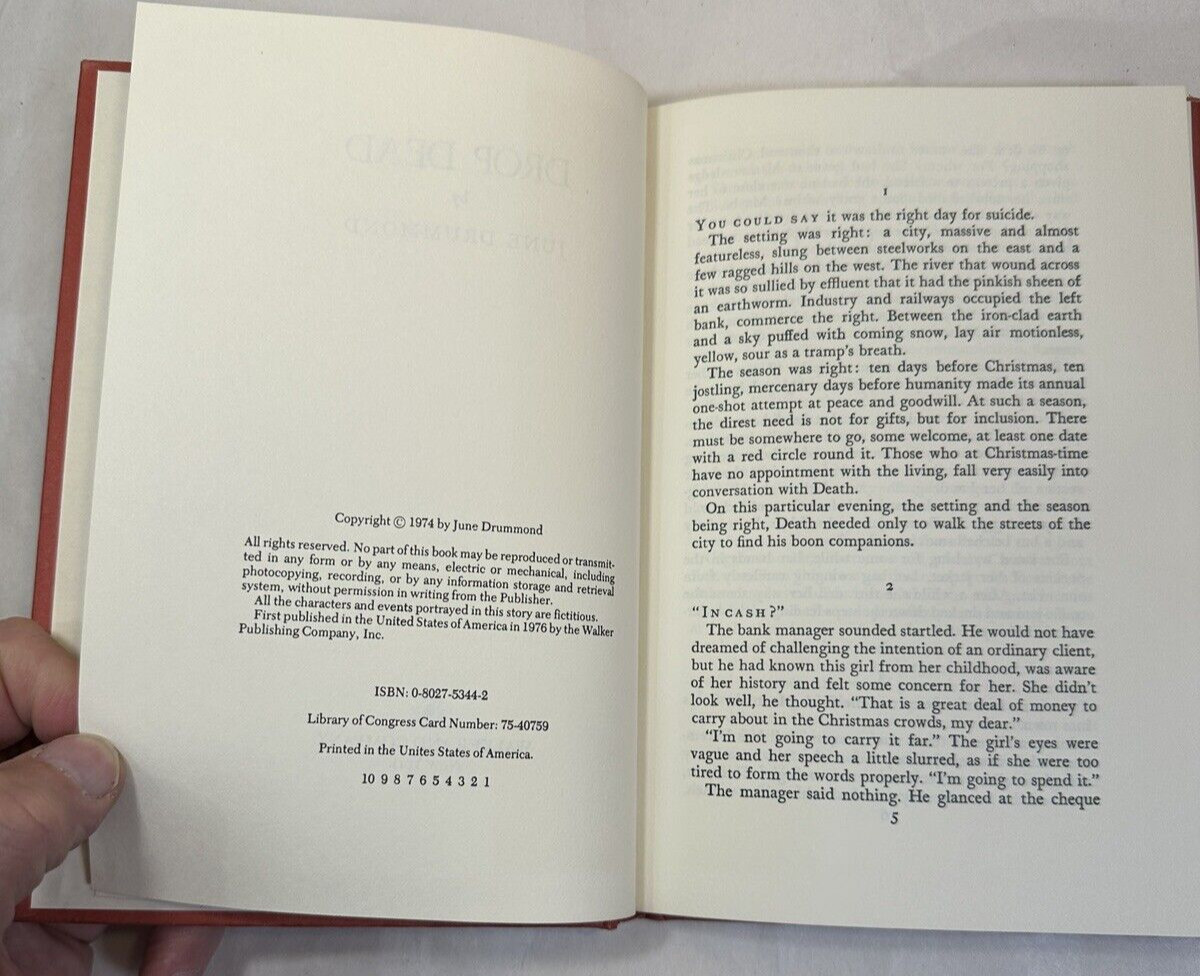 DROP DEAD
by
JUNE DRUMMOND
Copyright © 1974 by June Drummond
All rights reserved. No part of this book may be reproduced or transmit-
ted in any form or by any means, electric or mechanical, including
photocopying, recording, or by any information storage and retrieval
system, without permission in writing from the Publisher.
All the characters and events portrayed in this story are fictitious.
First published in the United States of America in 1976 by the Walker
Publishing Company, Inc.
ISBN: 0-8027-5344-2
Library of Congress Card Number: 75-40759
Printed in the Unites States of America.
10 9 8 7 6 5 4 3 2 1
1
YOU COULD SAY it was the right day for suicide.
The setting was right: a city, massive and almost
featureless, slung between steelworks on the east and a
few ragged hills on the west. The river that wound across
it was so sullied by effluent that it had the pinkish sheen of
an earthworm. Industry and railways occupied the left
bank, commerce the right. Between the iron-clad earth
and a sky puffed with coming snow, lay air motionless,
yellow, sour as a tramp's breath.
The season was right: ten days before Christmas, ten
jostling, mercenary days before humanity made its annual
one-shot attempt at peace and goodwill. At such a season,
the direst need is not for gifts, but for inclusion. There
must be somewhere to go, some welcome, at least one date
with a red circle round it. Those who at Christmas-time
have no appointment with the living, fall very easily into
conversation with Death.
On this particular evening, the setting and the season
being right, Death needed only to walk the streets of the
city to find his boon companions.
2
"IN CASH?"
The bank manager sounded startled. He would not have
dreamed of challenging the intention of an ordinary client,
but he had known this girl from her childhood, was aware
of her history and felt some concern for her. She didn't
look well, he thought. "That is a great deal of money to
carry about in the Christmas crowds, my dear."
"I'm not going to carry it far." The girl's eyes were
vague and her speech a little slurred, as if she were too
tired to form the words properly. "I'm going to spend it."
The manager said nothing. He glanced at the cheque
5